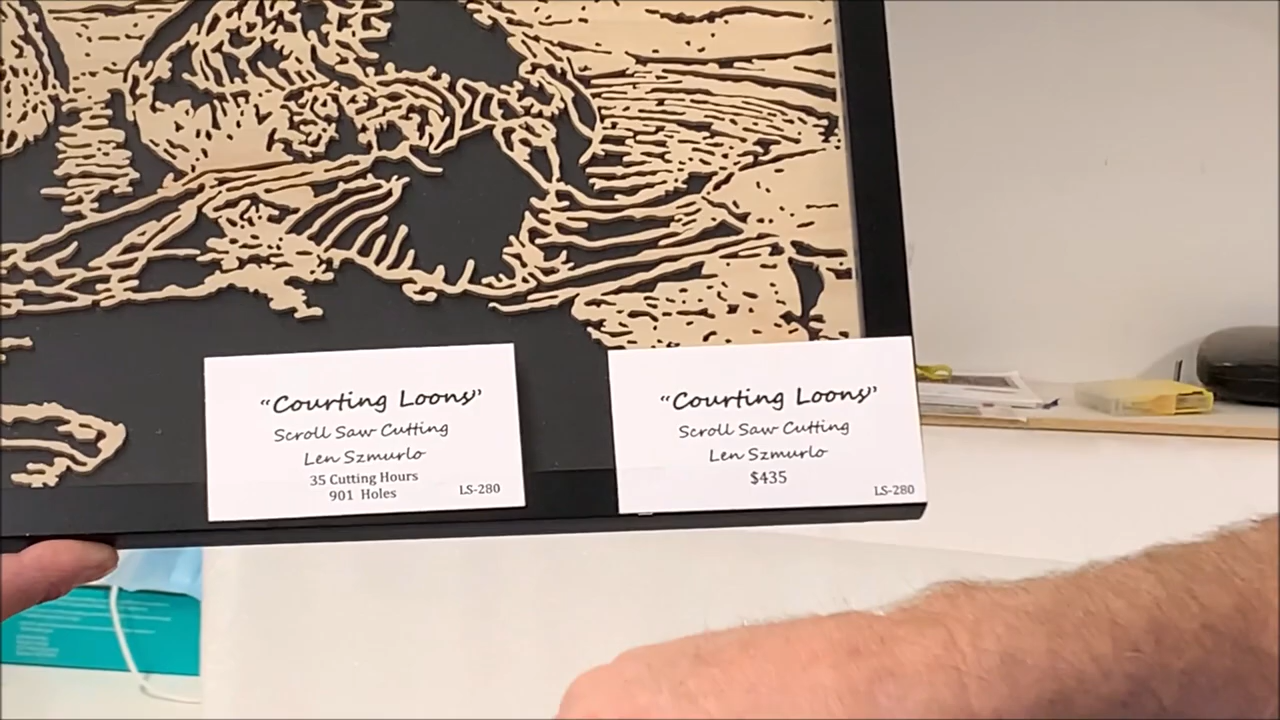 “Courting Loons”
Scroll Saw Cutting
Len Szmurlo
35 Cutting Hours
901 Holes
LS-280
“Courting Loons”
Scroll Saw Cutting
Len Szmurlo
$435
LS-280